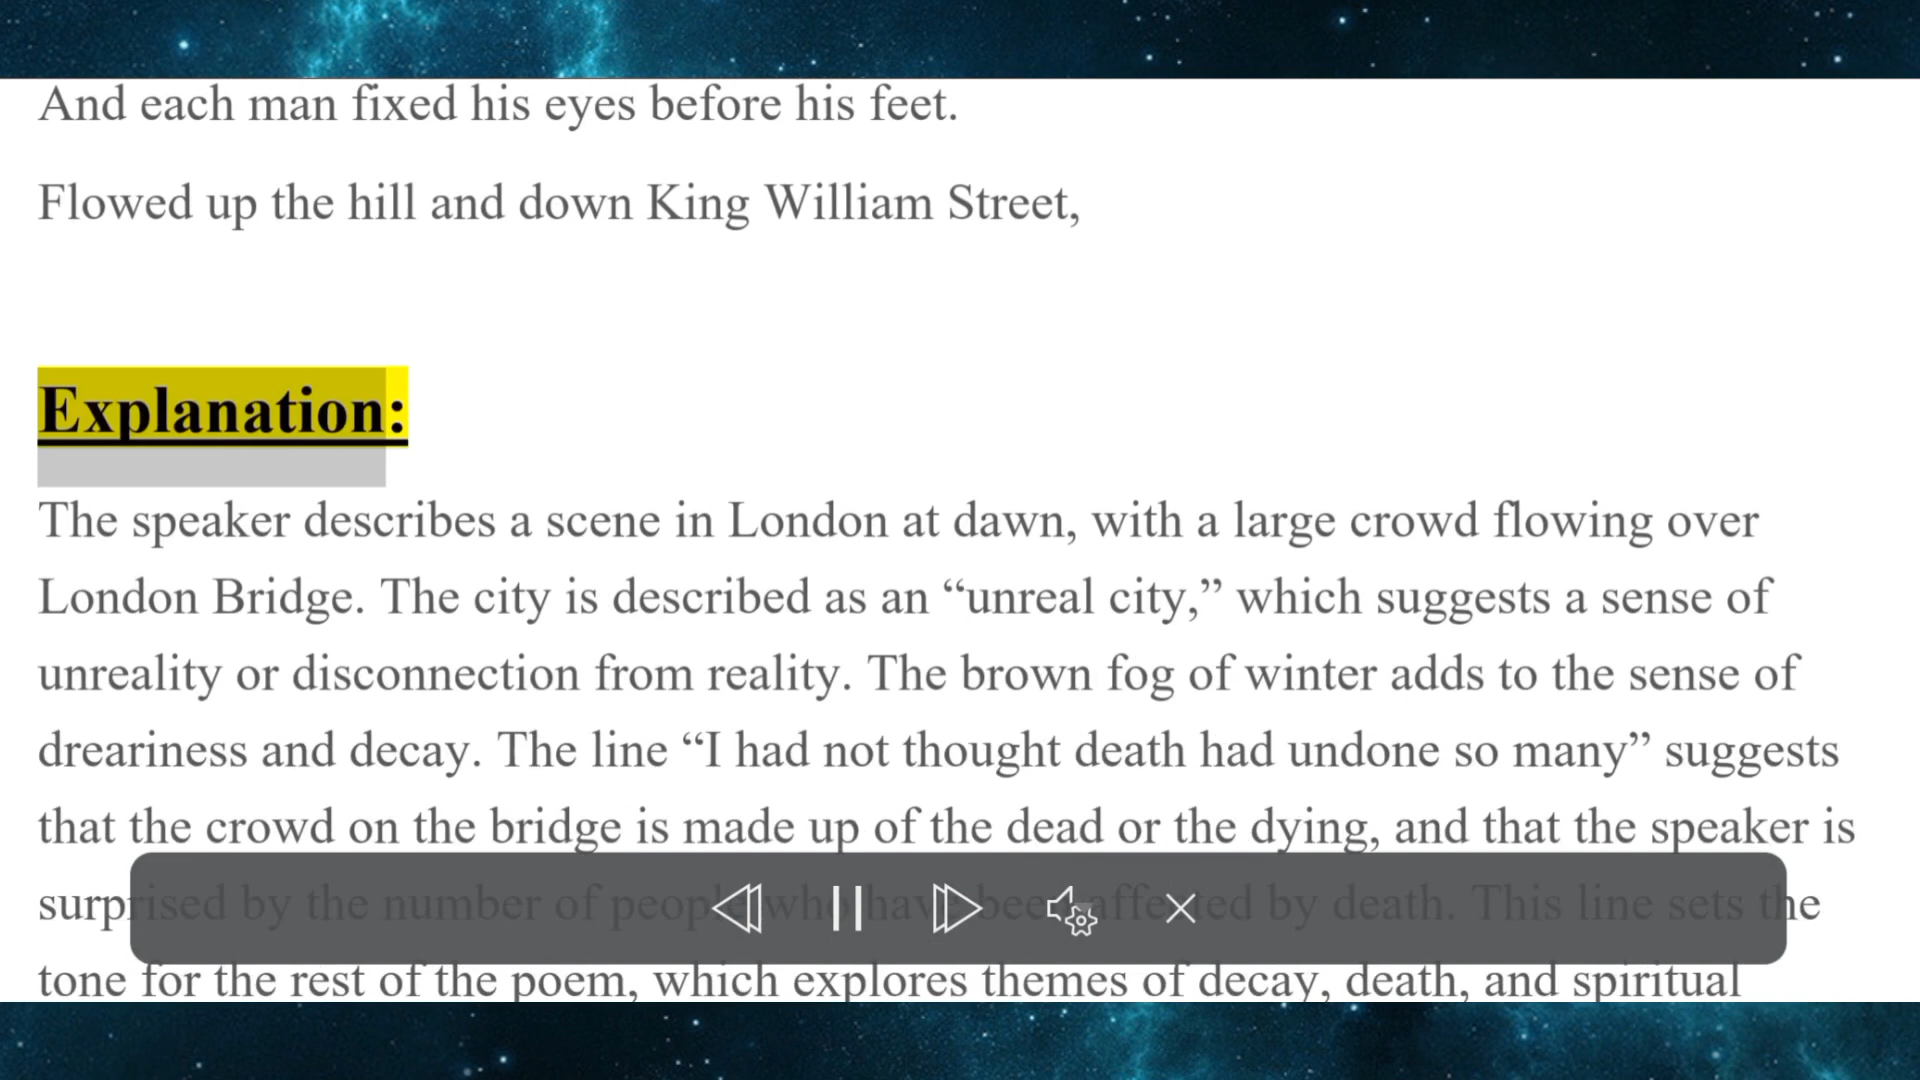 And each man fixed his eyes before his feet.
Flowed up the hill and down King William Street,
Explanation:
The speaker describes a scene in London at dawn, with a large crowd flowing over
London Bridge. The city is described as an “unreal city,” which suggests a sense of
unreality or disconnection from reality. The brown fog of winter adds to the sense of
dreariness and decay. The line “I had not thought death had undone so many” suggests
that the crowd on the bridge is made up of the dead or the dying, and that the speaker is
surprised by the number of people who have been affected by death. This line sets the
tone for the rest of the poem, which explores themes of decay, death, and spiritual